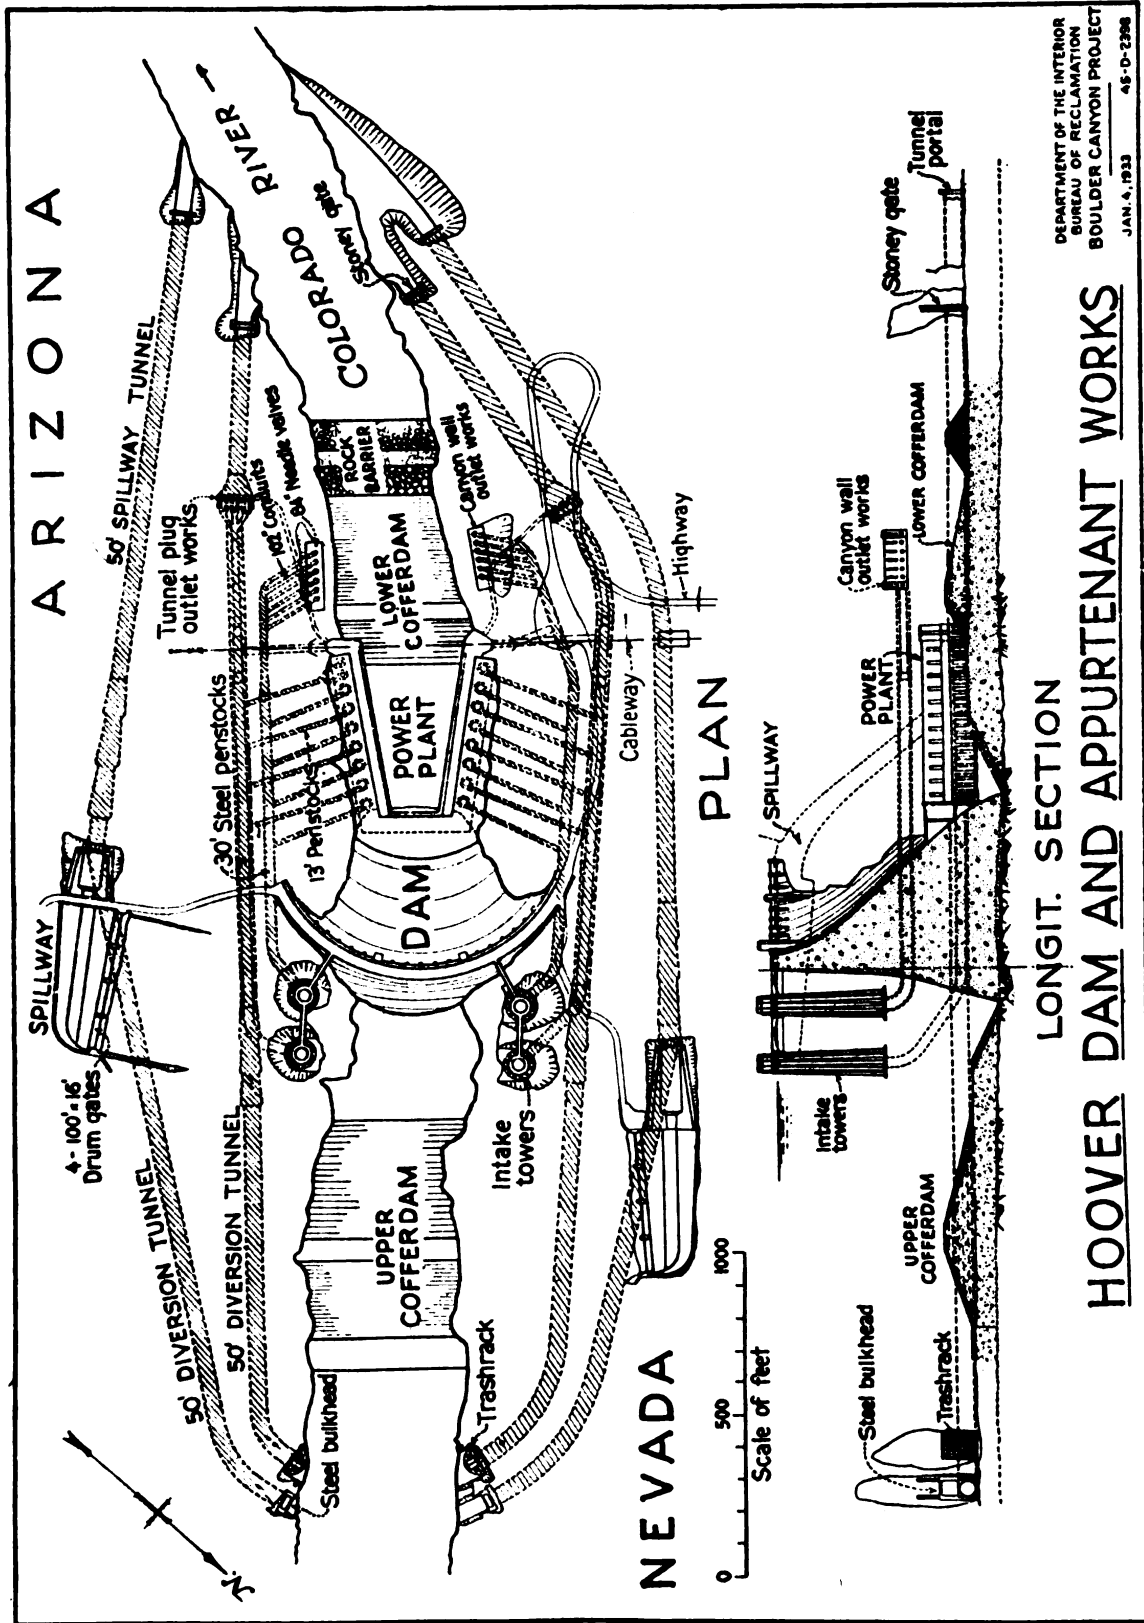 ARIZONA
SPILLWAY
4-100'x16'
Drum gates
50' SPILLWAY TUNNEL
50' DIVERSION TUNNEL
50' DIVERSION TUNNEL
30' Steel penstocks
13' Penstocks
Tunnel plug
outlet works
102" Conduits
84" Needle valves
N.
Steel bulkhead
UPPER
COFFERDAM
DAM
POWER
PLANT
LOWER
COFFERDAM
ROCK
BARRIER
COLORADO RIVER
Stoney gate
Trashrack
Intake
towers
Canyon wall
outlet works
Cableway
Highway
NEVADA
PLAN
0 500 1000
Scale of feet
SPILLWAY
Steel bulkhead
Trashrack
UPPER
COFFERDAM
Intake
towers
POWER
PLANT
Canyon wall
outlet works
LOWER COFFERDAM
Stoney gate
Tunnel
portal
LONGIT. SECTION
HOOVER DAM AND APPURTENANT WORKS
DEPARTMENT OF THE INTERIOR
BUREAU OF RECLAMATION
BOULDER CANYON PROJECT
JAN. 4, 1933 45-D-2398